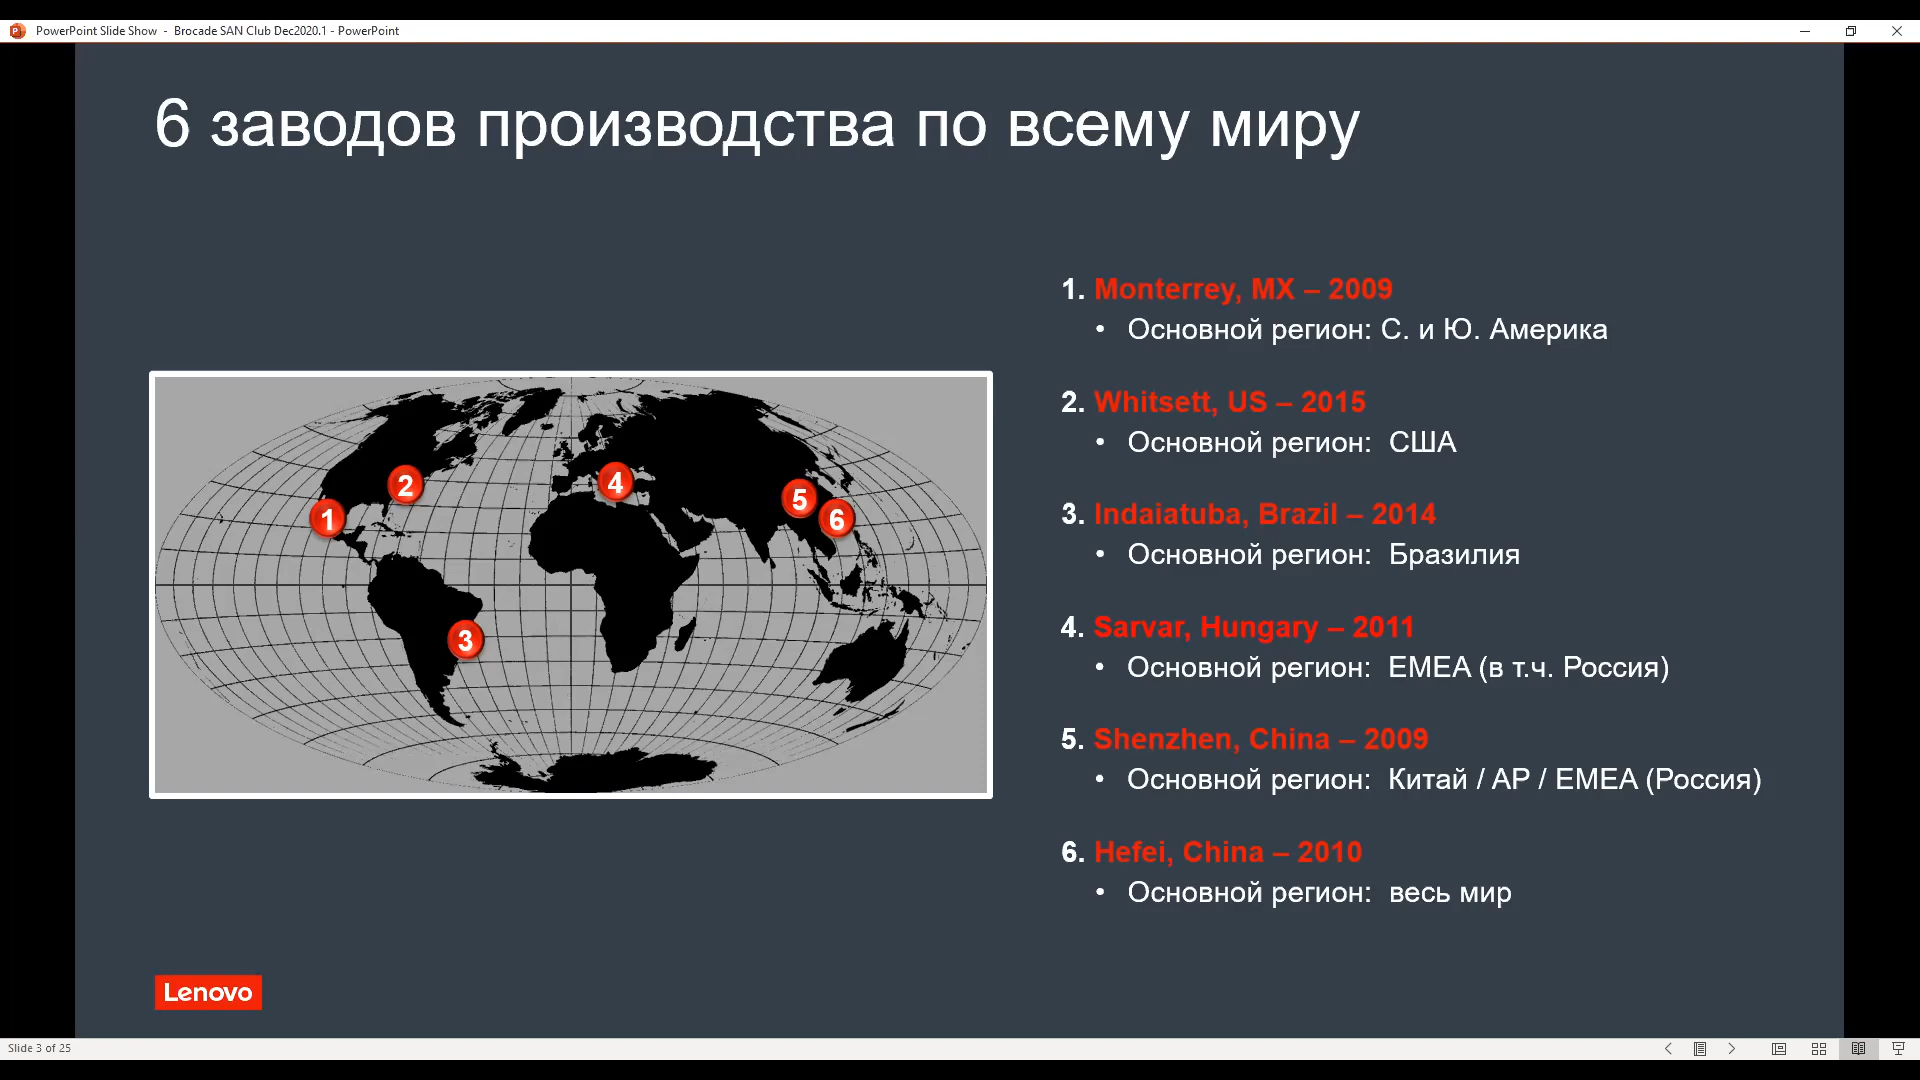 PowerPoint Slide Show - Brocade SAN Club Dec2020.1 - PowerPoint
6 заводов производства по всему миру
1. Monterrey, MX – 2009
• Основной регион: С. и Ю. Америка
2. Whitsett, US – 2015
• Основной регион: США
3. Indaiatuba, Brazil – 2014
• Основной регион: Бразилия
4. Sarvar, Hungary – 2011
• Основной регион: EMEA (в т.ч. Россия)
5. Shenzhen, China – 2009
• Основной регион: Китай / AP / EMEA (Россия)
6. Hefei, China – 2010
• Основной регион: весь мир
1
2
3
4
5
6
Lenovo
Slide 3 of 25